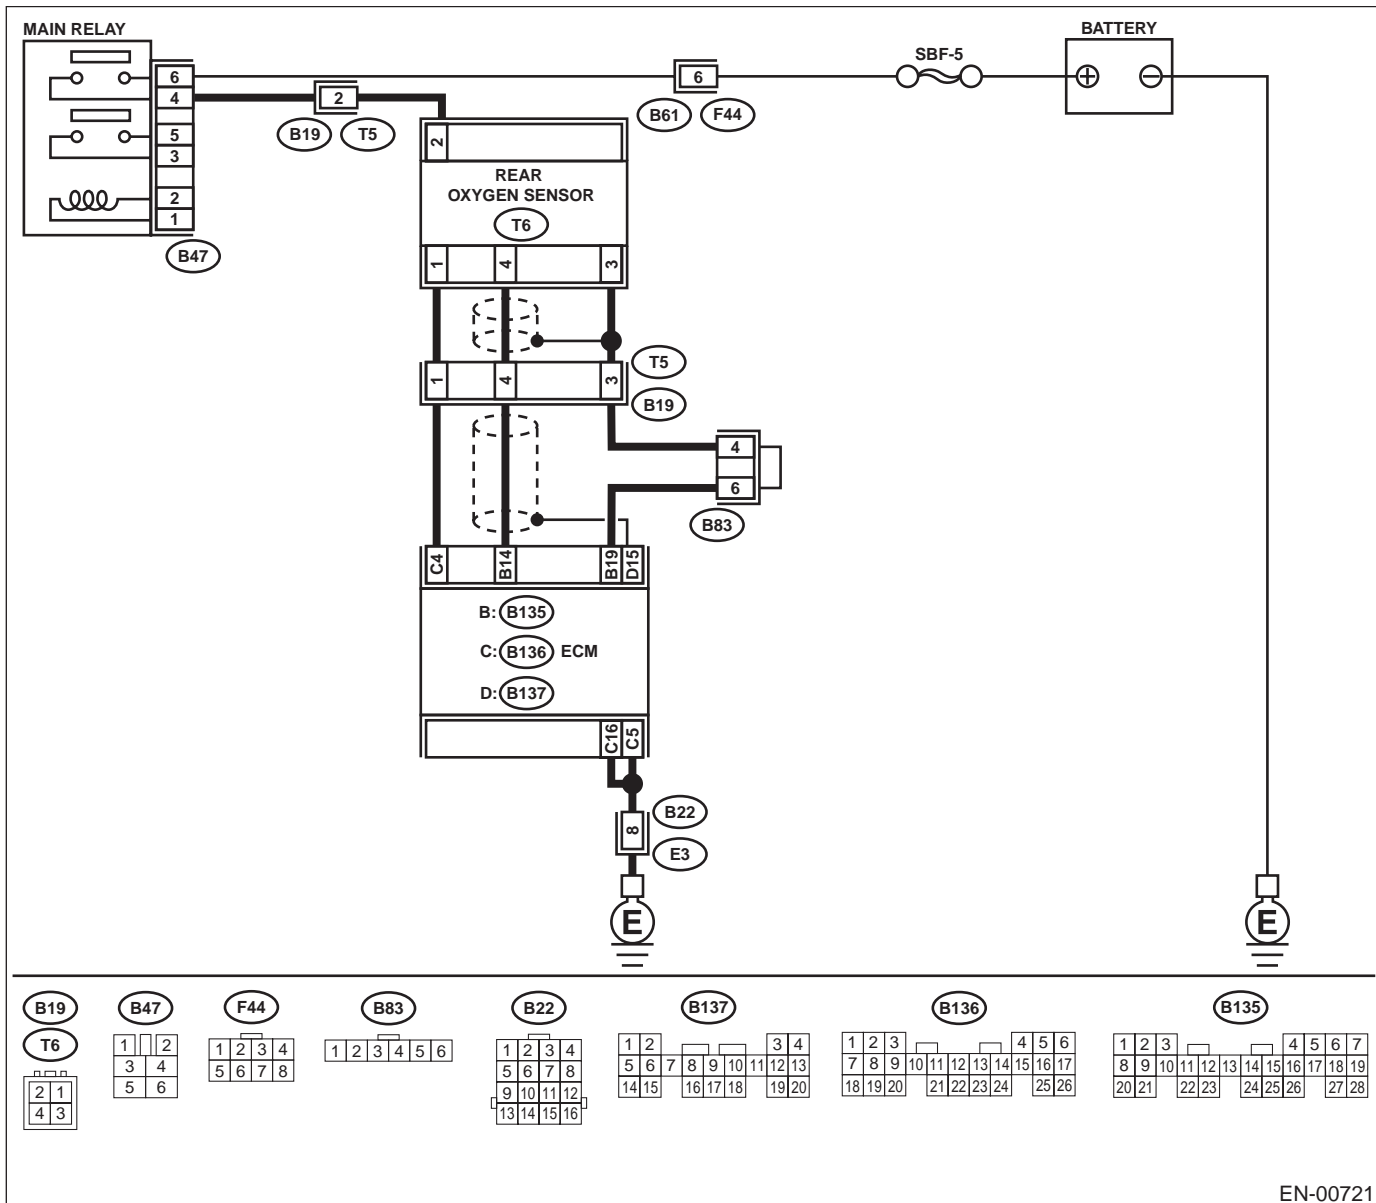 MAIN RELAY
BATTERY
SBF-5
6
4
5
3
2
1
B47
2
B19 T5
6
B61 F44
2
REAR
OXYGEN SENSOR
T6
1 4 3
T5
1 4 3
B19
4
6
B83
C4 B14 B19 D15
B: B135
C: B136 ECM
D: B137
C16 C5
B22
8
E3
E E
B19 B47 F44 B83 B22 B137 B136 B135
T6
2 1
4 3
1 2
3 4
5 6
1 2 3 4
5 6 7 8
1 2 3 4 5 6
1 2 3 4
5 6 7 8
9 10 11 12
13 14 15 16
1 2 3 4
5 6 7 8 9 10 11 12 13
14 15 16 17 18 19 20
1 2 3 4 5 6
7 8 9 10 11 12 13 14 15 16 17
18 19 20 21 22 23 24 25 26
1 2 3 4 5 6 7
8 9 10 11 12 13 14 15 16 17 18 19
20 21 22 23 24 25 26 27 28
EN-00721